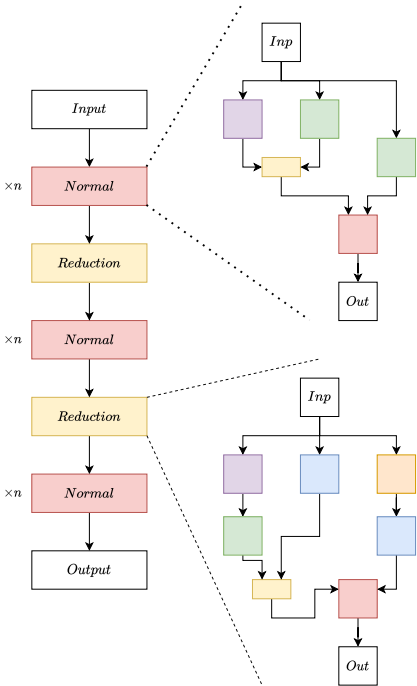 Inp
Input
×n
Normal
Reduction
×n
Normal
Out
Reduction
Inp
×n
Normal
Output
Out